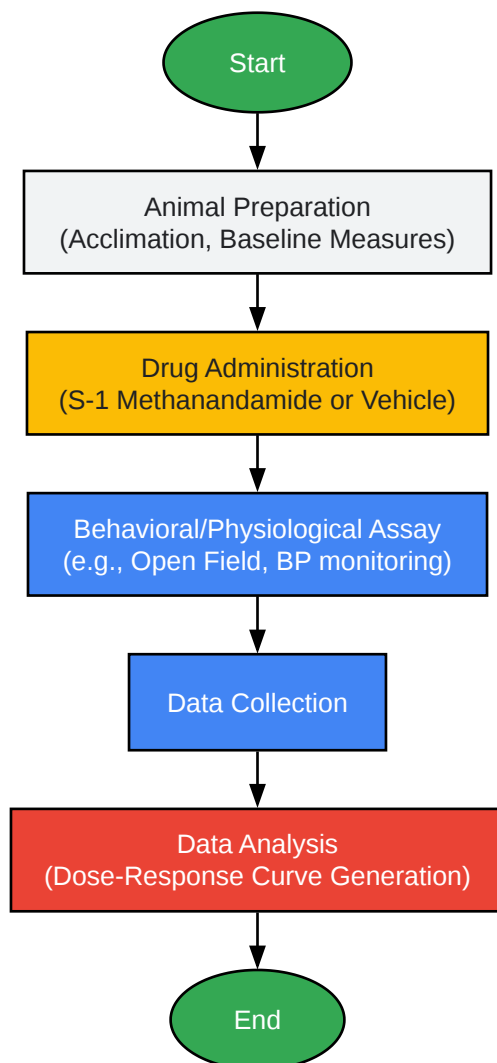 Start
Animal Preparation
(Acclimation, Baseline Measures)
Drug Administration
(S-1 Methanandamide or Vehicle)
Behavioral/Physiological Assay
(e.g., Open Field, BP monitoring)
Data Collection
Data Analysis
(Dose-Response Curve Generation)
End